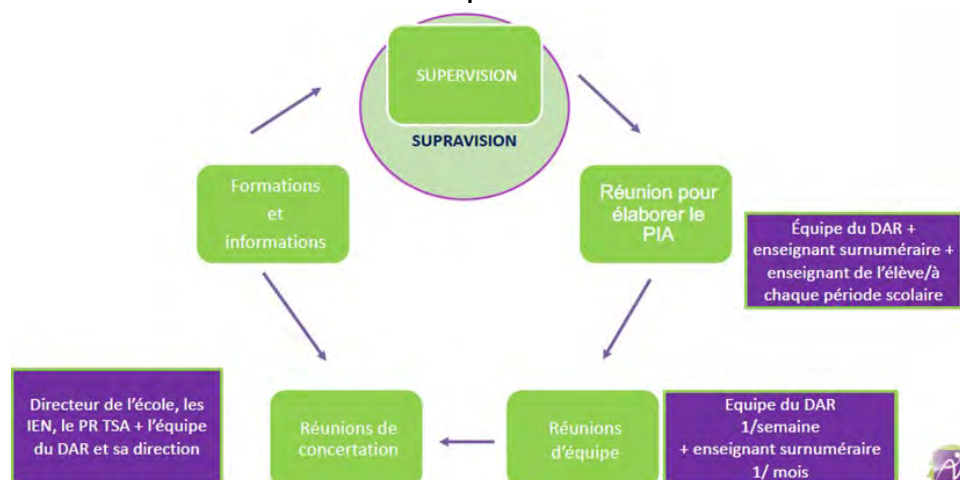 SUPERVISION
SUPRAVISION
Formations
et
informations
Réunion pour
élaborer le
PIA
Équipe du DAR +
enseignant surnuméraire +
enseignant de l'élève/à
chaque période scolaire
Directeur de l'école, les
IEN, le PR TSA + l'équipe
du DAR et sa direction
Réunions de
concertation
Réunions
d'équipe
Equipe du DAR
1/semaine
+ enseignant surnuméraire
1/ mois